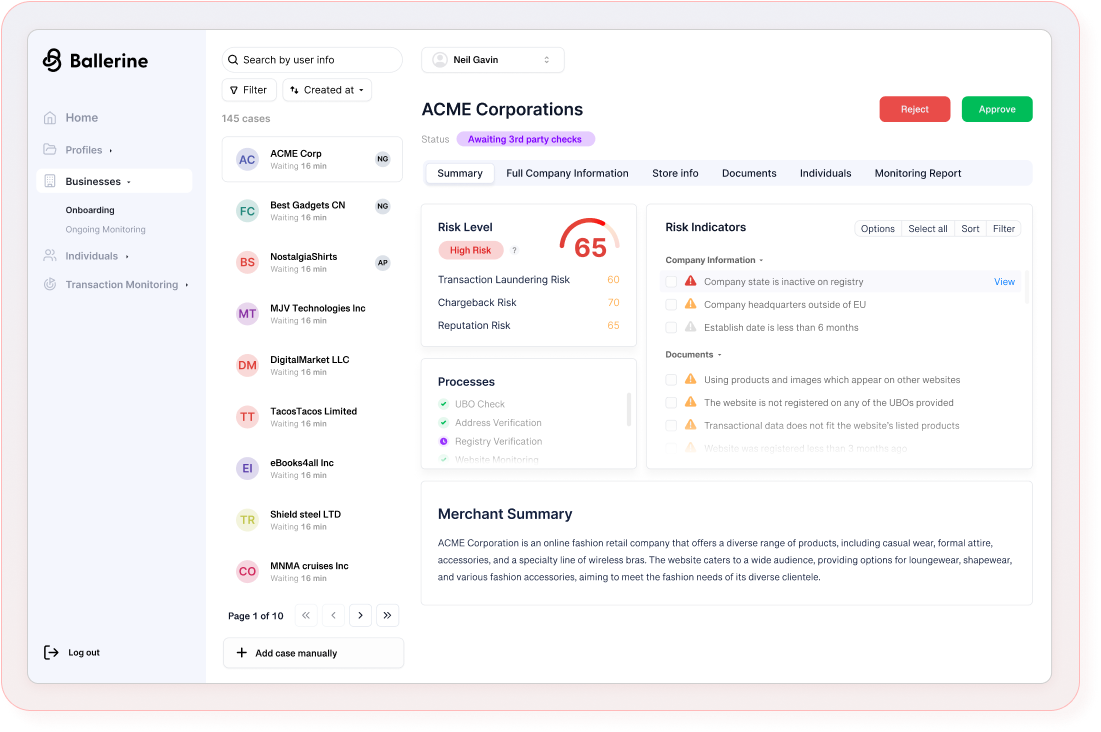 Ballerine
Home
Profiles
Businesses
Onboarding
Ongoing Monitoring
Individuals
Transaction Monitoring
Log out
Search by user info
Filter
Created at
145 cases
AC
ACME Corp
Waiting 16 min
NG
FC
Best Gadgets CN
Waiting 16 min
NG
BS
NostalgiaShirts
Waiting 16 min
AP
MT
MJV Technologies Inc
Waiting 16 min
DM
DigitalMarket LLC
Waiting 16 min
TT
TacosTacos Limited
Waiting 16 min
EI
eBooks4all Inc
Waiting 16 min
TR
Shield steel LTD
Waiting 16 min
CO
MNMA cruises Inc
Waiting 16 min
Page 1 of 10
Add case manually
Neil Gavin
ACME Corporations
Reject
Approve
Status
Awaiting 3rd party checks
Summary
Full Company Information
Store info
Documents
Individuals
Monitoring Report
Risk Level
High Risk
?
65
Transaction Laundering Risk 60
Chargeback Risk 70
Reputation Risk 65
Processes
UBO Check
Address Verification
Registry Verification
Website Monitoring
Risk Indicators
Options
Select all
Sort
Filter
Company Information
Company state is inactive on registry
View
Company headquarters outside of EU
Establish date is less than 6 months
Documents
Using products and images which appear on other websites
The website is not registered on any of the UBOs provided
Transactional data does not fit the website's listed products
Website was registered less than 3 months ago
Merchant Summary
ACME Corporation is an online fashion retail company that offers a diverse range of products, including casual wear, formal attire,
accessories, and a specialty line of wireless bras. The website caters to a wide audience, providing options for loungewear, shapewear,
and various fashion accessories, aiming to meet the fashion needs of its diverse clientele.